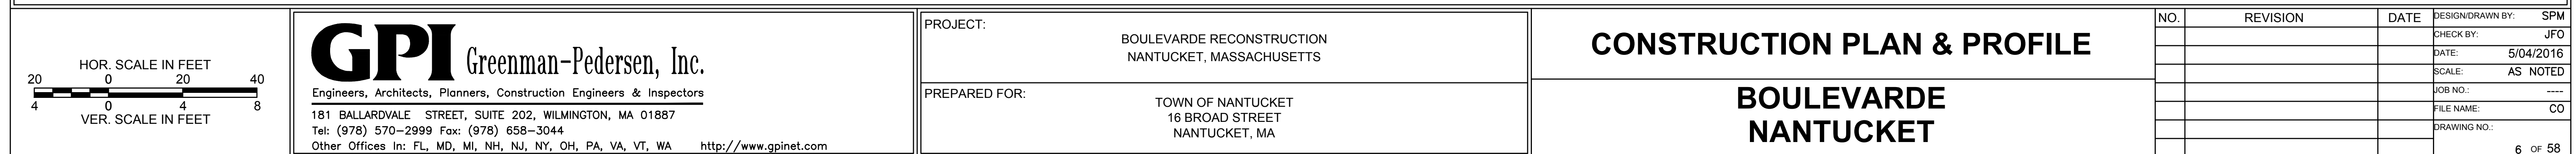 HOR. SCALE IN FEET
20 0 20 40
4 0 4 8
VER. SCALE IN FEET
GPI Greenman-Pedersen, Inc.
Engineers, Architects, Planners, Construction Engineers & Inspectors
181 BALLARDVALE STREET, SUITE 202, WILMINGTON, MA 01887
Tel: (978) 570-2999 Fax: (978) 658-3044
Other Offices In: FL, MD, MI, NH, NJ, NY, OH, PA, VA, VT, WA http://www.gpinet.com
PROJECT:
BOULEVARDE RECONSTRUCTION
NANTUCKET, MASSACHUSETTS
PREPARED FOR:
TOWN OF NANTUCKET
16 BROAD STREET
NANTUCKET, MA
CONSTRUCTION PLAN & PROFILE
BOULEVARDE
NANTUCKET
NO. REVISION DATE
DESIGN/DRAWN BY: SPM
CHECK BY: JFO
DATE: 5/04/2016
SCALE: AS NOTED
JOB NO.: ----
FILE NAME: CO
DRAWING NO.:
6 OF 58